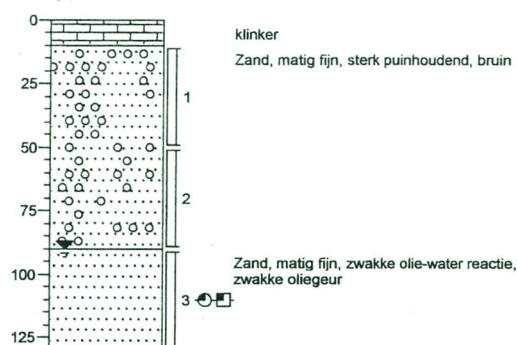 0
klinker
Zand, matig fijn, sterk puinhoudend, bruin
25
1
50
2
75
Zand, matig fijn, zwakke olie-water reactie,
zwakke oliegeur
100
3
125